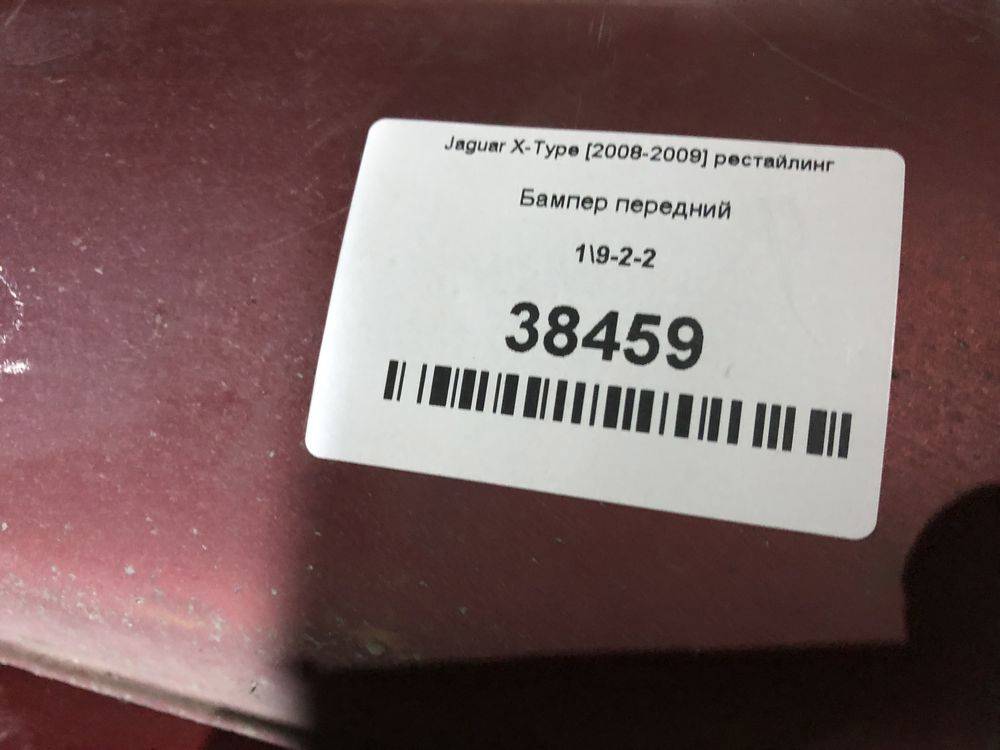 Jaguar X-Type [2008-2009] рестайлинг
Бампер передний
1\9-2-2
38459